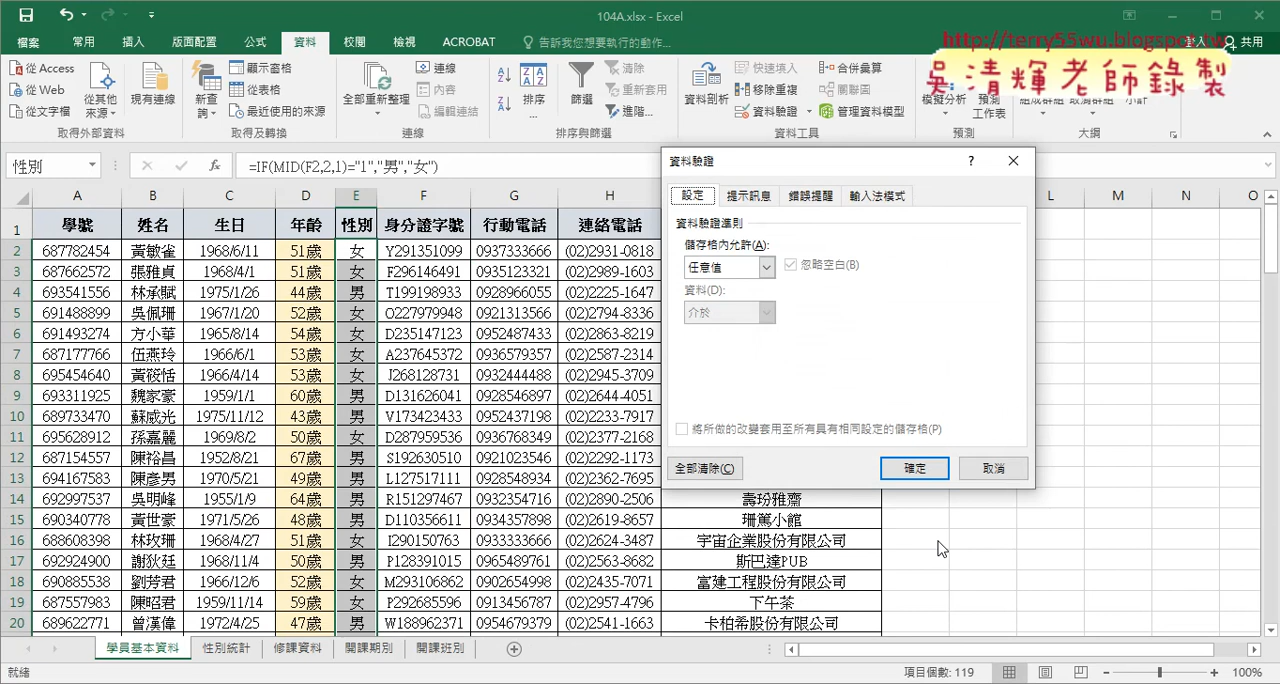 104A.xlsx - Excel
檔案 常用 插入 版面配置 公式 資料 校閱 檢視 ACROBAT 告訴我您想要執行的動作... 登入 共用
http://terry55wu.blogspot.tw
吳清輝老師錄製
從 Access
從 Web
從文字檔
從其他來源
現有連線
取得外部資料
新查詢
顯示窗格
從表格
最近使用的來源
取得及轉換
全部重新整理
連線
內容
編輯連結
連線
排序
篩選
清除
重新套用
進階...
排序與篩選
資料剖析
快速填入
移除重複
資料驗證
合併彙算
關聯圖
管理資料模型
資料工具
模擬分析
預測工作表
預測
大綱
性別 =IF(MID(F2,2,1)="1","男","女")
A B C D E F G H L M N O
1 學號 姓名 生日 年齡 性別 身分證字號 行動電話 連絡電話
2 687782454 黃敏雀 1968/6/11 51歲 女 Y291351099 0937333666 (02)2931-0818
3 687662572 張雅貞 1968/4/1 51歲 女 F296146491 0935123321 (02)2989-1603
4 693541556 林承賦 1975/1/26 44歲 男 T199198933 0928966055 (02)2225-1647
5 691488899 吳佩珊 1967/1/20 52歲 女 O227979948 0921313566 (02)2794-8336
6 691493274 方小華 1965/8/14 54歲 女 D235147123 0952487433 (02)2863-8219
7 687177766 伍燕玲 1966/6/1 53歲 女 A237645372 0936579357 (02)2587-2314
8 695454640 黃筱恬 1966/4/14 53歲 女 J268128731 0932444488 (02)2945-3709
9 693311925 魏家豪 1959/1/1 60歲 男 D131626041 0928546897 (02)2644-4051
10 689733470 蘇威光 1975/11/12 43歲 男 V173423433 0952437198 (02)2233-7917
11 695628912 孫嘉麗 1969/8/2 50歲 女 D287959536 0936768349 (02)2377-2168
12 687154557 陳裕昌 1952/8/21 67歲 男 S192630510 0921023546 (02)2292-1173
13 694167583 陳彥男 1970/5/21 49歲 男 L127517111 0928548934 (02)2362-7695
14 692997537 吳明峰 1955/1/9 64歲 男 R151297467 0932354716 (02)2890-2506 壽玢雅齋
15 690340778 黃世豪 1971/5/26 48歲 男 D110356611 0934357898 (02)2619-8657 珊篤小館
16 688608398 林玫珊 1968/4/27 51歲 女 I290150763 0933333666 (02)2624-3487 宇宙企業股份有限公司
17 692924900 謝狄廷 1968/11/4 50歲 男 P128391015 0965489761 (02)2563-8682 斯巴達PUB
18 690885538 劉芳君 1966/12/6 52歲 女 M293106662 0902654998 (02)2435-7071 富建工程股份有限公司
19 687557983 陳昭君 1959/11/14 59歲 女 P292685596 0913456787 (02)2957-4796 下午茶
20 689622771 曾漢偉 1972/4/25 47歲 男 W188962371 0954679379 (02)2541-1663 卡柏希股份有限公司
資料驗證
設定 提示訊息 錯誤提醒 輸入法模式
資料驗證準則
儲存格內允許(A):
任意值 忽略空白(B)
資料(D):
介於
將所做的改變套用至所有具有相同設定的儲存格(P)
全部清除(C) 確定 取消
學員基本資料 性別統計 修課資料 開課期別 開課班別
就緒 項目個數: 119 100%